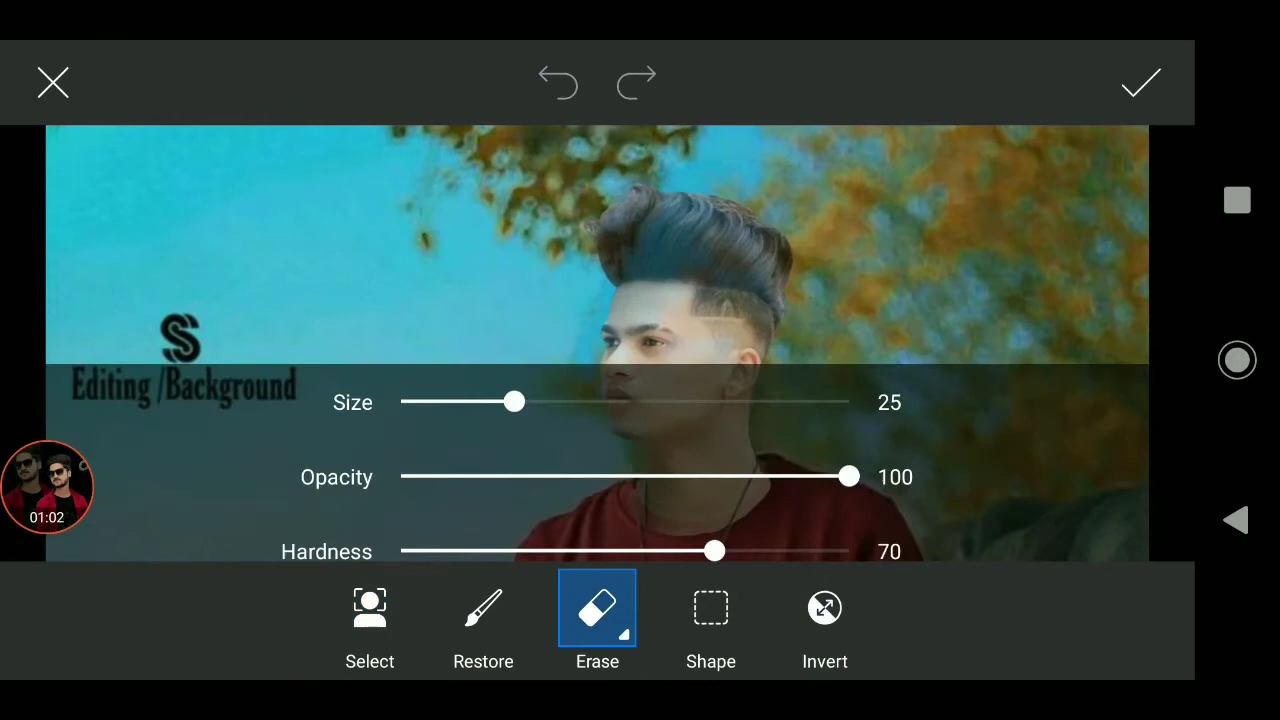 S
Editing /Background
Size 25
Opacity 100
01:02
Hardness 70
Select Restore Erase Shape Invert